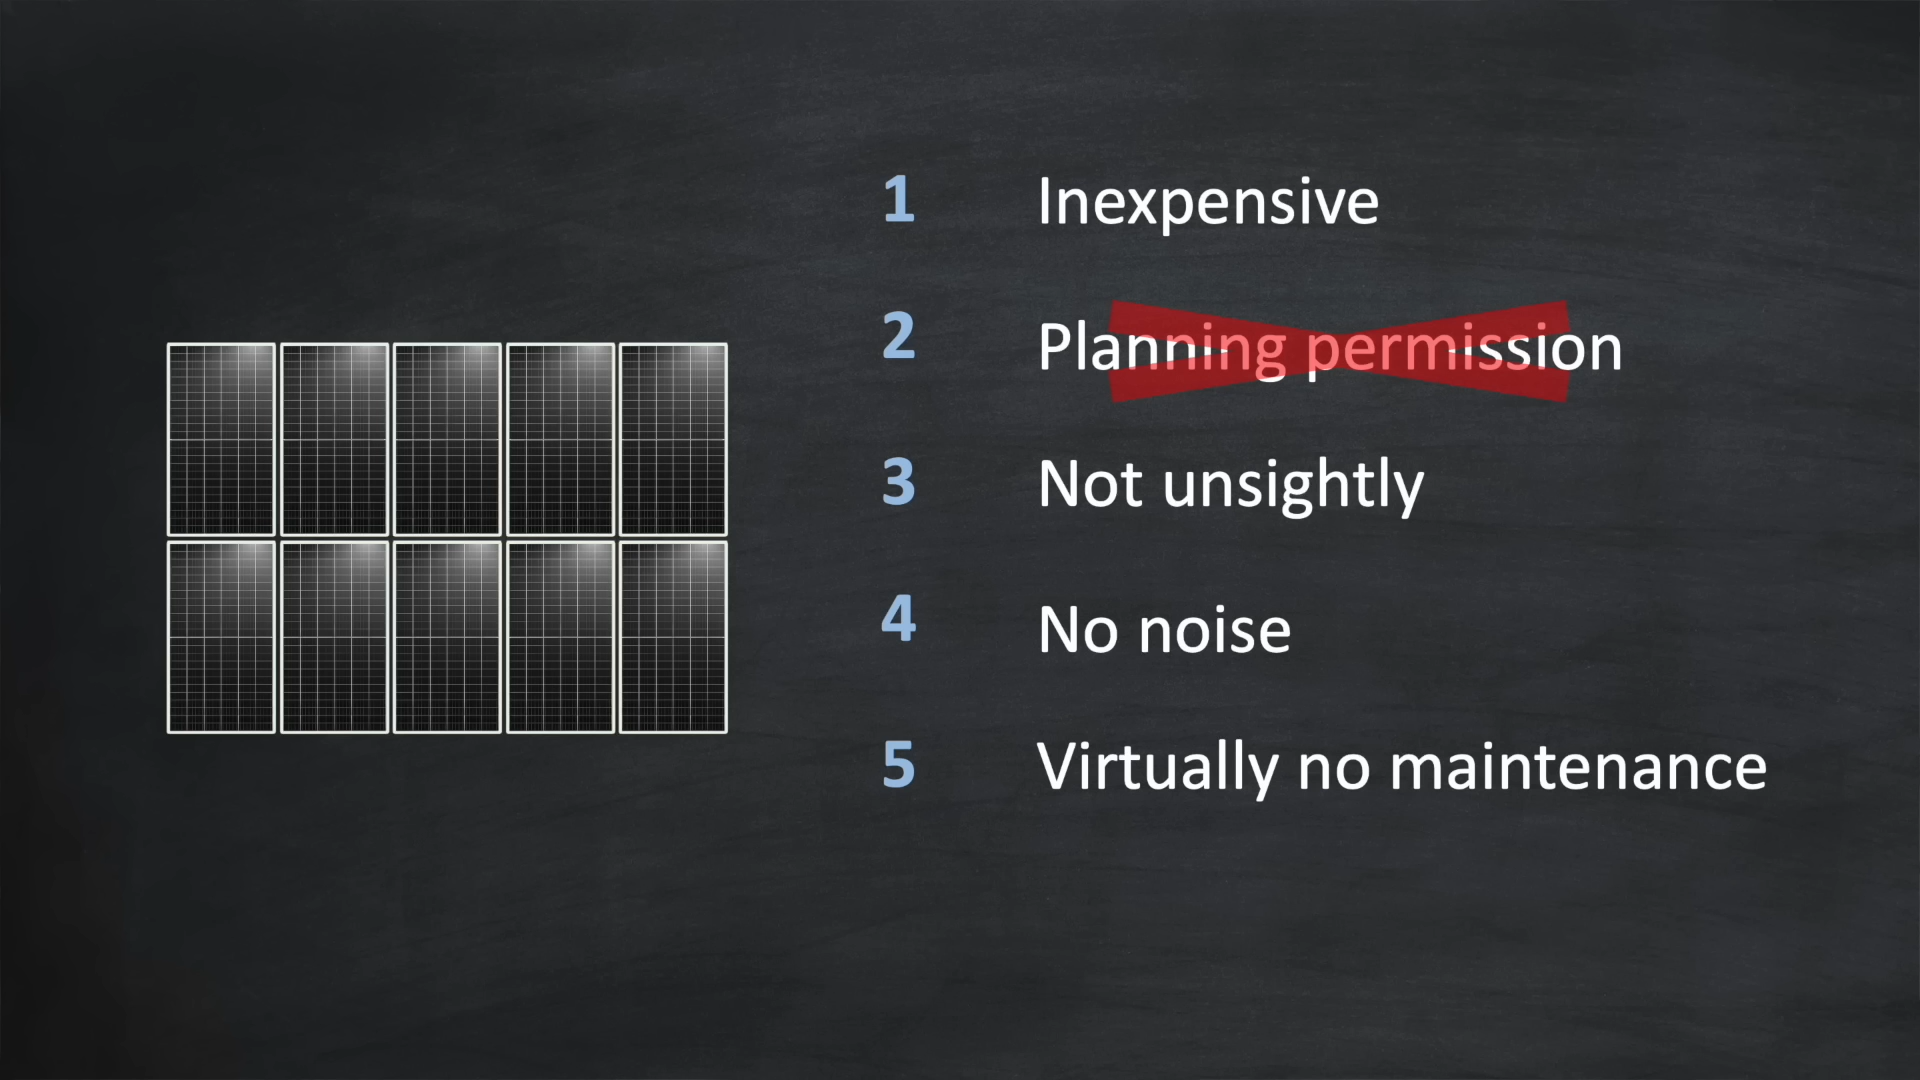 1 Inexpensive
2 Planning permission
3 Not unsightly
4 No noise
5 Virtually no maintenance